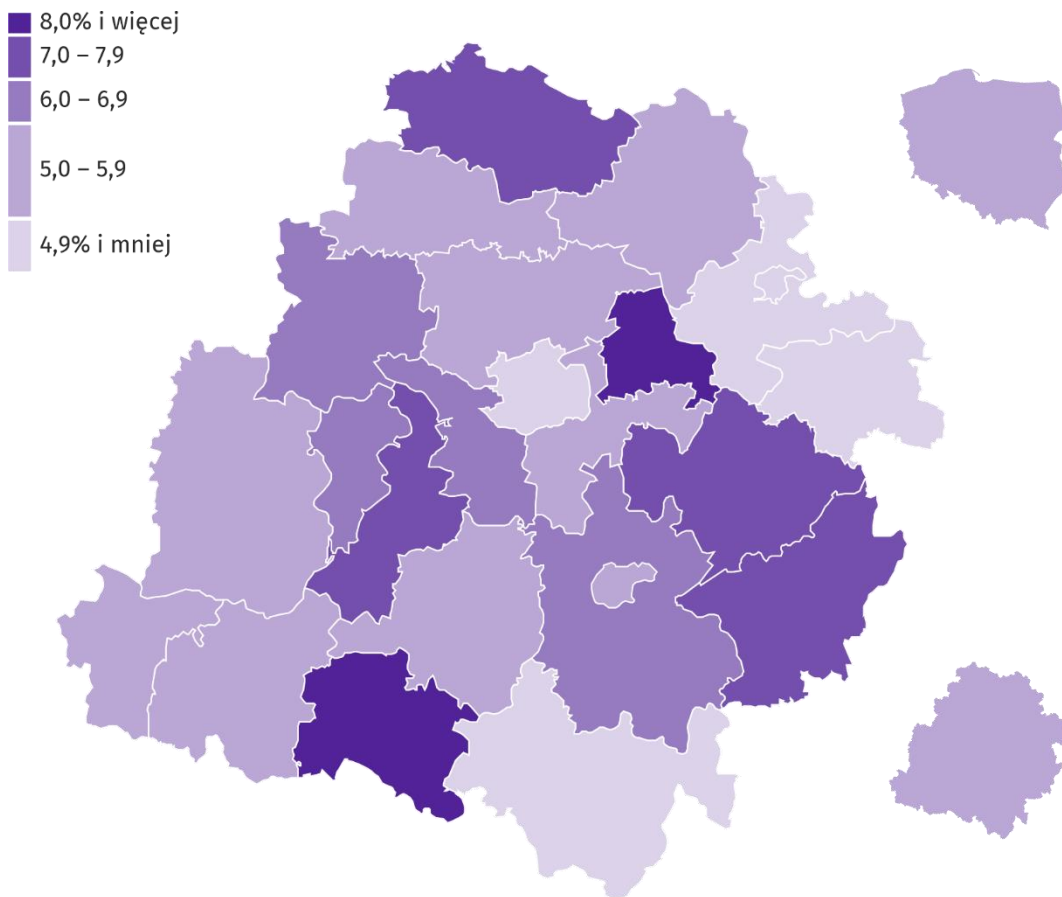 8,0% i więcej
7,0 – 7,9
6,0 – 6,9
5,0 – 5,9
4,9% i mniej